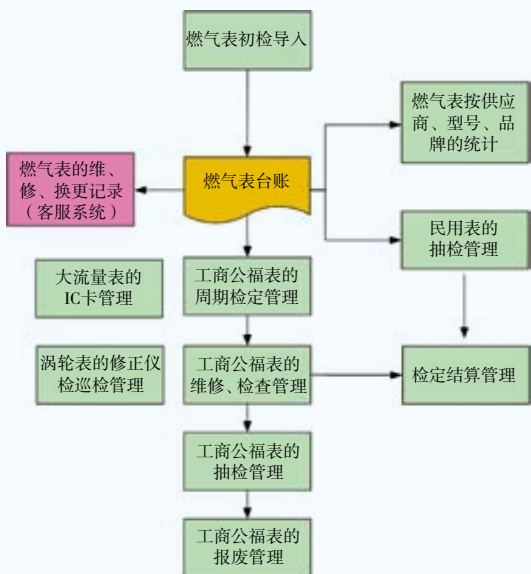 燃气表初检导入
燃气表按供应
商、型号、品
牌的统计
燃气表的维、
修、换更记录
（客服系统）
燃气表台账
民用表的
抽检管理
大流量表的
IC卡管理
工商公福表的
周期检定管理
涡轮表的修正仪
检巡检管理
工商公福表的
维修、检查管理
检定结算管理
工商公福表的
抽检管理
工商公福表的
报废管理